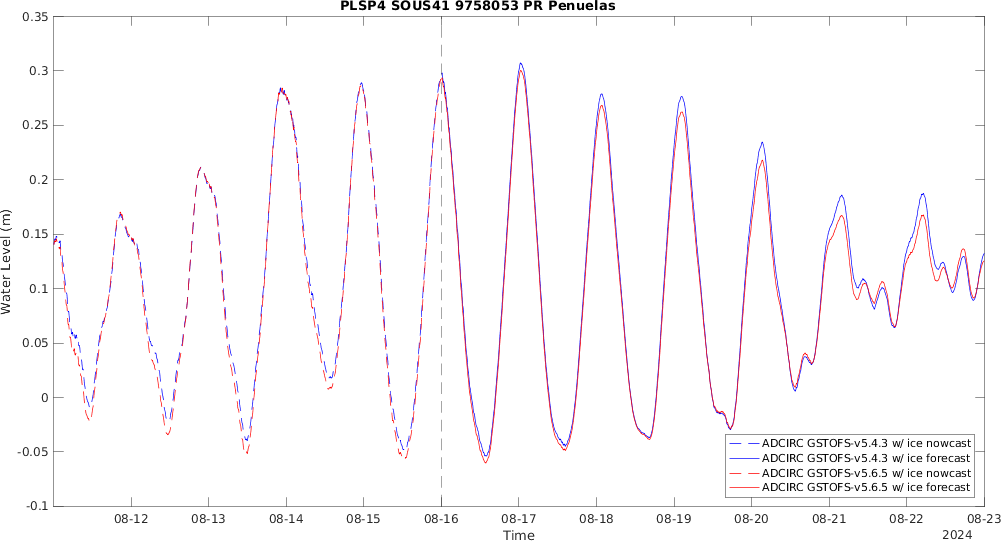 PLSP4 SOUS41 9758053 PR Penuelas
0.35
0.3
0.25
0.2
0.15
0.1
0.05
0
-0.05
-0.1
Water Level (m)
ADCIRC GSTOFS-v5.4.3 w/ ice nowcast
ADCIRC GSTOFS-v5.4.3 w/ ice forecast
ADCIRC GSTOFS-v5.6.5 w/ ice nowcast
ADCIRC GSTOFS-v5.6.5 w/ ice forecast
08-12 08-13 08-14 08-15 08-16 08-17 08-18 08-19 08-20 08-21 08-22 08-23
Time
2024